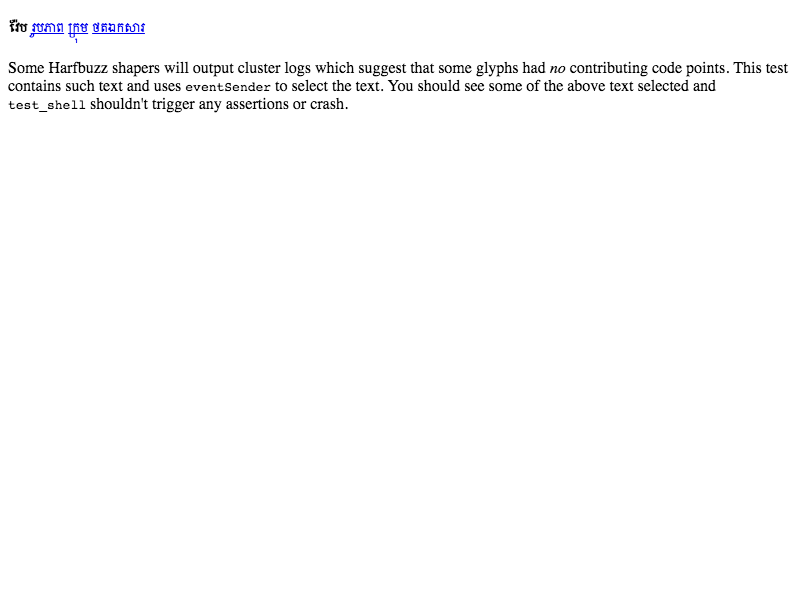 វ៉ែប រូបភាព ក្រុម ថតឯកសារ
Some Harfbuzz shapers will output cluster logs which suggest that some glyphs had no contributing code points. This test
contains such text and uses eventSender to select the text. You should see some of the above text selected and
test_shell shouldn't trigger any assertions or crash.